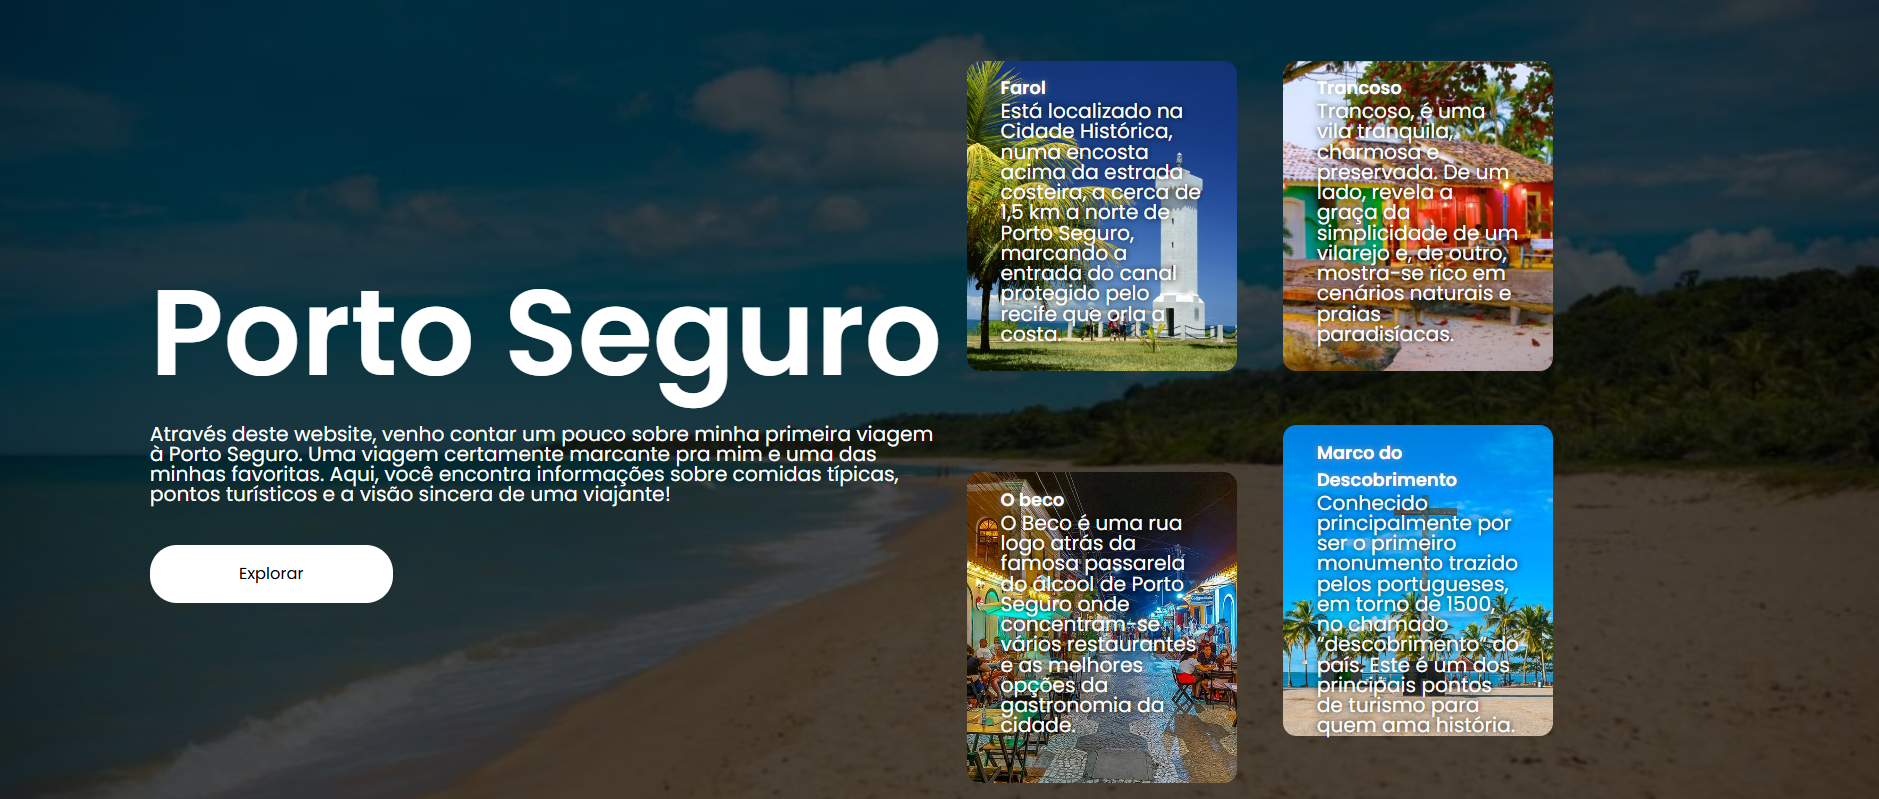 Porto Seguro
Através deste website, venho contar um pouco sobre minha primeira viagem
à Porto Seguro. Uma viagem certamente marcante pra mim e uma das
minhas favoritas. Aqui, você encontra informações sobre comidas típicas,
pontos turísticos e a visão sincera de uma viajante!
Explorar
Farol
Está localizado na
Cidade Histórica,
numa encosta
acima da estrada
costeira, a cerca de
1,5 km a norte de
Porto Seguro,
marcando a
entrada do canal
protegido pelo
recife que orla a
costa.
Trancoso
Trancoso, é uma
vila tranquila,
charmosa e
preservada. De um
lado, revela a
graça da
simplicidade de um
vilarejo e, de outro,
mostra-se rico em
cenários naturais e
praias
paradisíacas.
O beco
O Beco é uma rua
logo atrás da
famosa passarela
do álcool de Porto
Seguro onde
concentram-se
vários restaurantes
e as melhores
opções da
gastronomia da
cidade.
Marco do
Descobrimento
Conhecido
principalmente por
ser o primeiro
monumento trazido
pelos portugueses,
em torno de 1500,
no chamado
“descobrimento” do
país. Este é um dos
principais pontos
de turismo para
quem ama história.